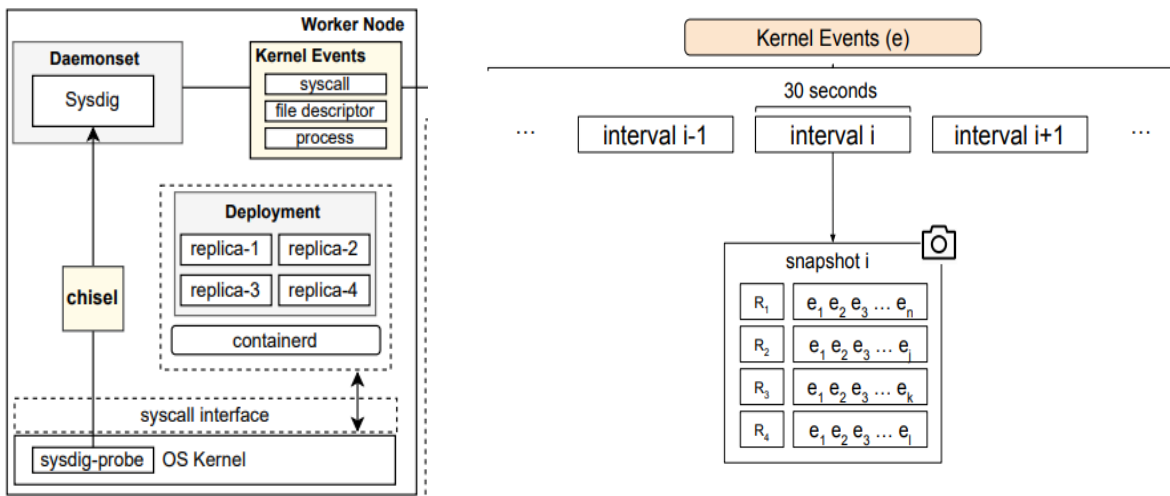 Worker Node
Daemonset
Sysdig
Kernel Events
syscall
file descriptor
process
Deployment
replica-1 replica-2
replica-3 replica-4
chisel
containerd
syscall interface
sysdig-probe OS Kernel
Kernel Events (e)
30 seconds
... interval i-1 interval i interval i+1 ...
snapshot i
R1 e1 e2 e3 ... en
R2 e1 e2 e3 ... ej
R3 e1 e2 e3 ... ek
R4 e1 e2 e3 ... el